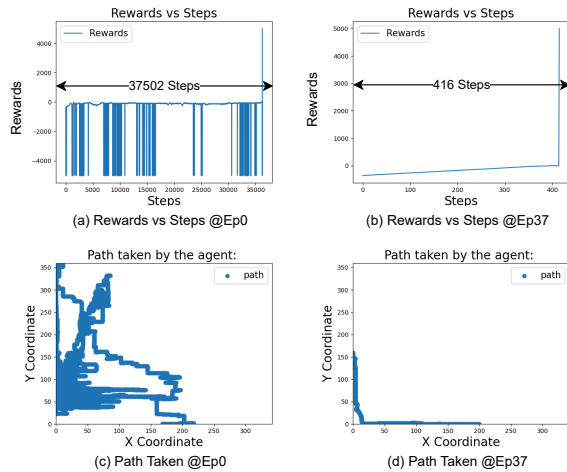 Rewards vs Steps
Rewards
4000
2000
0
−2000
−4000
37502 Steps
Rewards
0 5000 10000 15000 20000 25000 30000 35000
Steps
(a) Rewards vs Steps @Ep0
Rewards vs Steps
Rewards
5000
4000
3000
2000
1000
0
416 Steps
Rewards
0 100 200 300 400
Steps
(b) Rewards vs Steps @Ep37
Path taken by the agent:
path
350
300
250
200
150
100
50
0
Y Coordinate
0 50 100 150 200 250 300
X Coordinate
(c) Path Taken @Ep0
Path taken by the agent:
path
350
300
250
200
150
100
50
0
Y Coordinate
0 50 100 150 200 250 300
X Coordinate
(d) Path Taken @Ep37